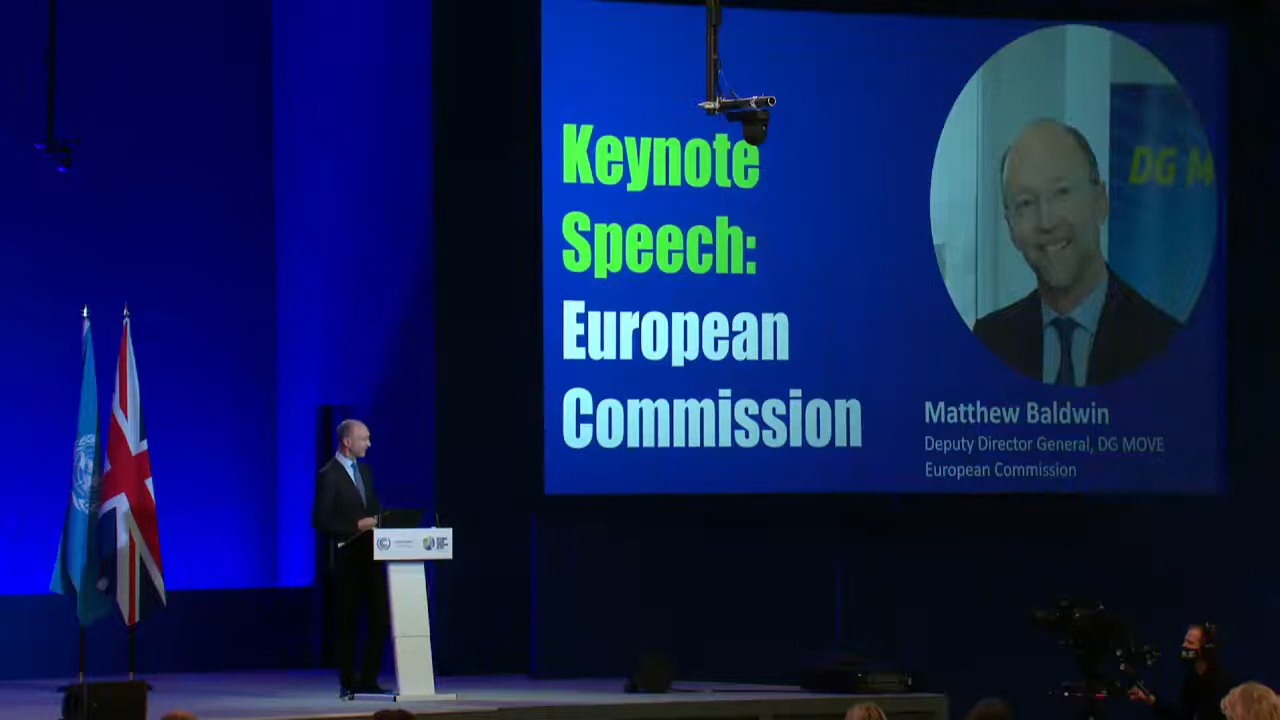 Keynote
Speech:
European
Commission
DG M
Matthew Baldwin
Deputy Director General, DG MOVE
European Commission